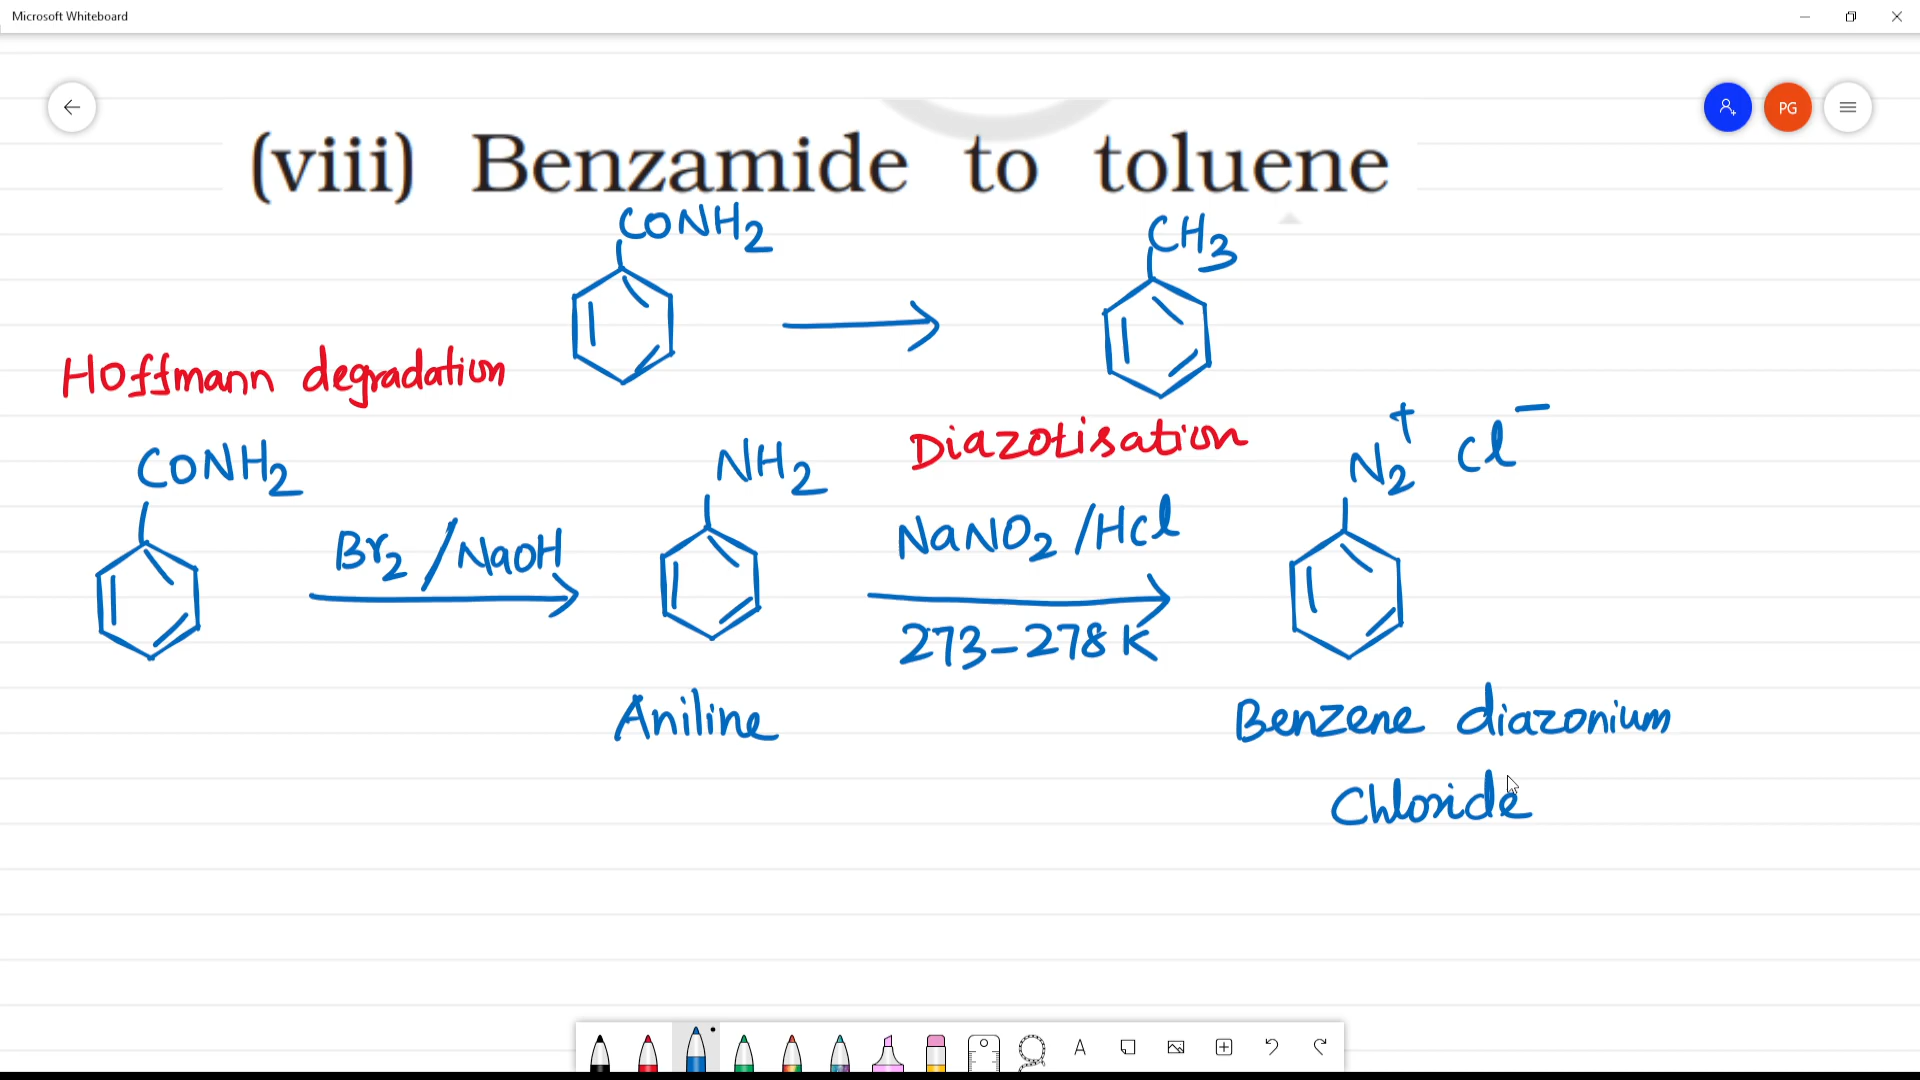 Microsoft Whiteboard
PG
(viii) Benzamide to toluene
CONH2
CH3
Hoffmann degradation
Diazotisation
CONH2
NH2
N2+ Cl−
Br2/NaOH
NaNO2/HCl
273-278K
Aniline
Benzene diazonium
Chloride
A